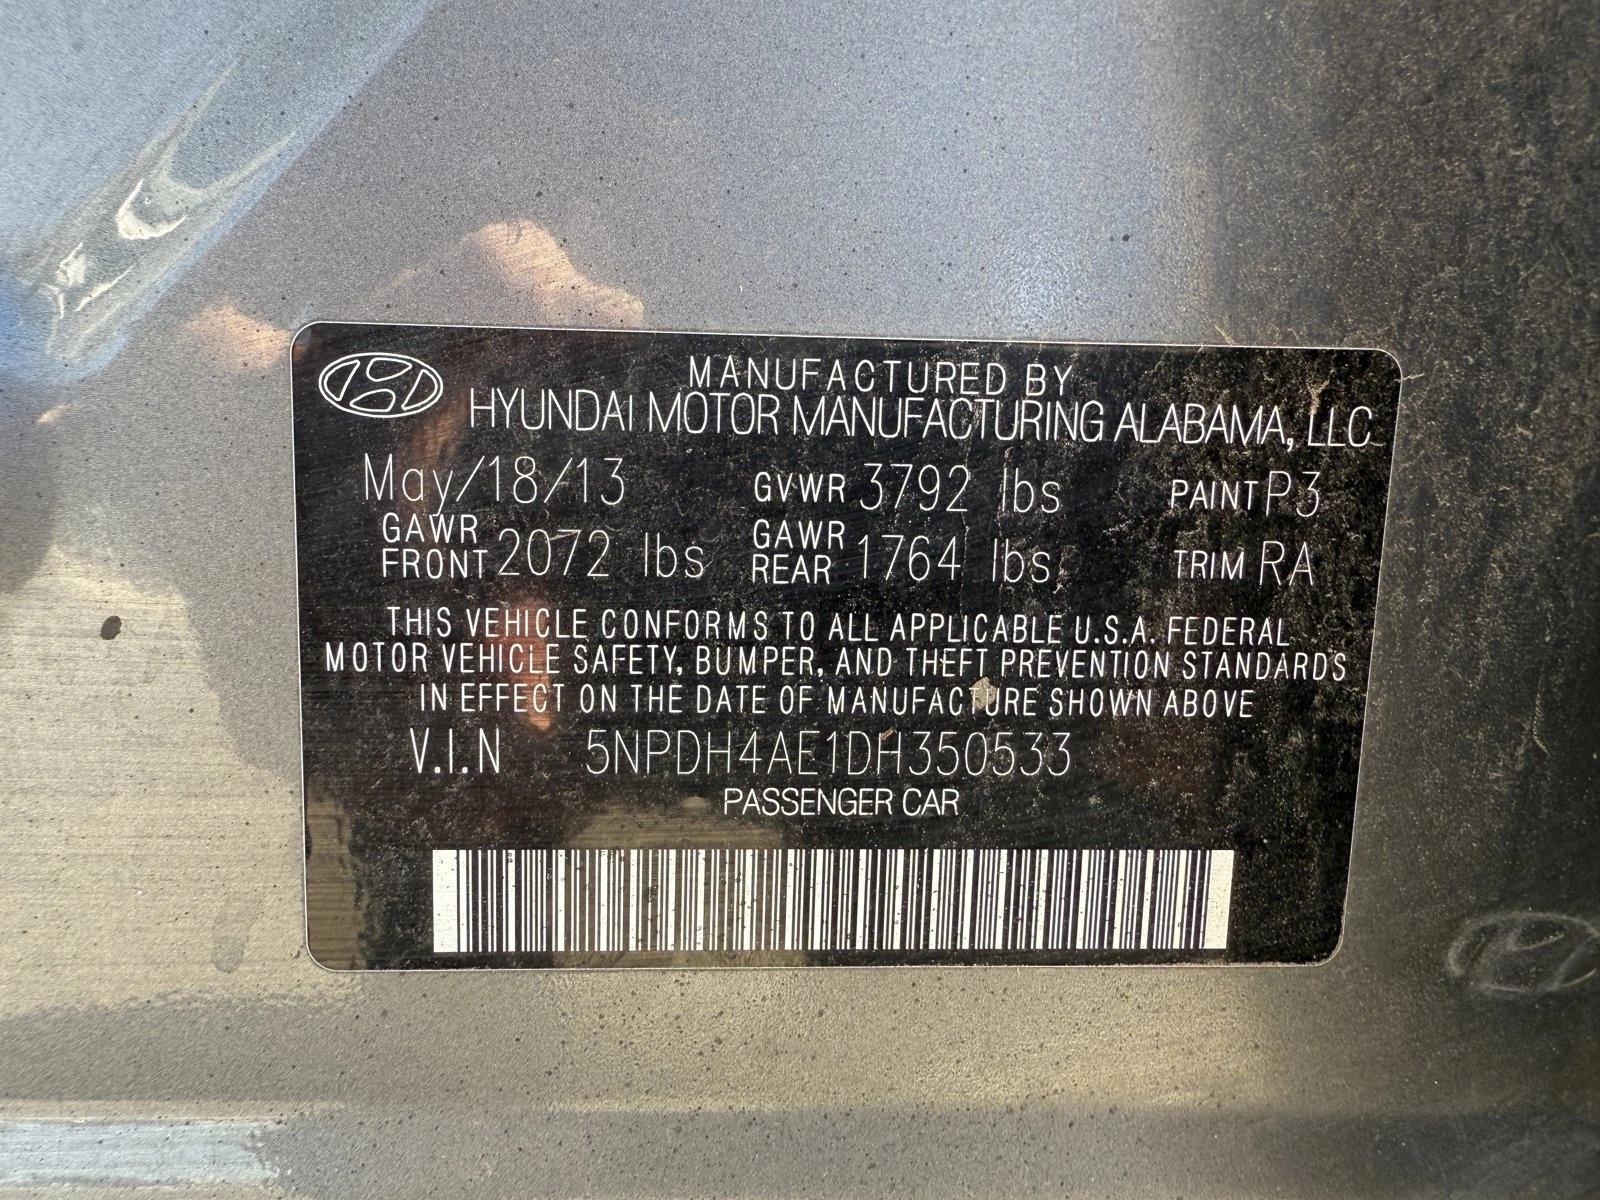 MANUFACTURED BY
HYUNDAI MOTOR MANUFACTURING ALABAMA, LLC
May/18/13 GVWR 3792 lbs PAINT P3
GAWR FRONT 2072 lbs GAWR REAR 1764 lbs TRIM RA
THIS VEHICLE CONFORMS TO ALL APPLICABLE U.S.A. FEDERAL
MOTOR VEHICLE SAFETY, BUMPER, AND THEFT PREVENTION STANDARDS
IN EFFECT ON THE DATE OF MANUFACTURE SHOWN ABOVE
V.I.N 5NPDH4AE1DH350533
PASSENGER CAR